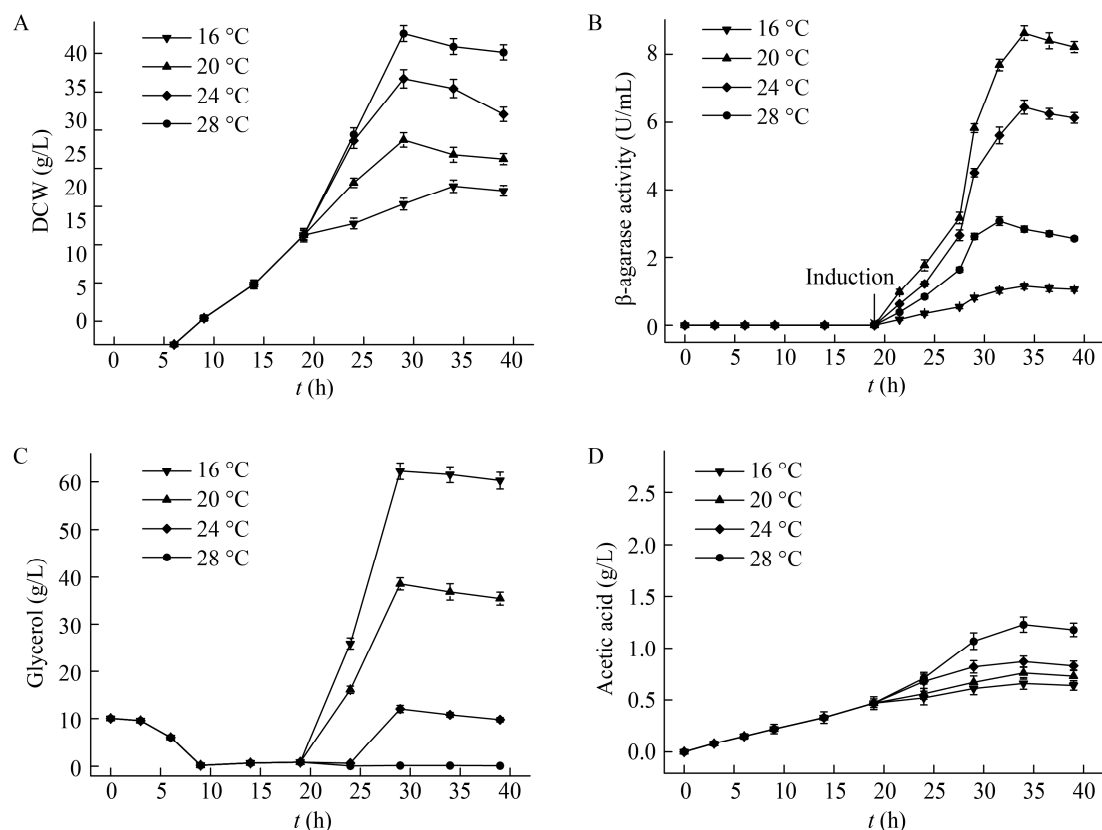 A
16 °C
20 °C
24 °C
28 °C
DCW (g/L)
40
35
30
25
20
15
10
5
0
0 5 10 15 20 25 30 35 40
t (h)
B
16 °C
20 °C
24 °C
28 °C
β-agarase activity (U/mL)
8
6
4
2
0
Induction
0 5 10 15 20 25 30 35 40
t (h)
C
16 °C
20 °C
24 °C
28 °C
Glycerol (g/L)
60
50
40
30
20
10
0
0 5 10 15 20 25 30 35 40
t (h)
D
16 °C
20 °C
24 °C
28 °C
Acetic acid (g/L)
2.5
2.0
1.5
1.0
0.5
0.0
0 5 10 15 20 25 30 35 40
t (h)